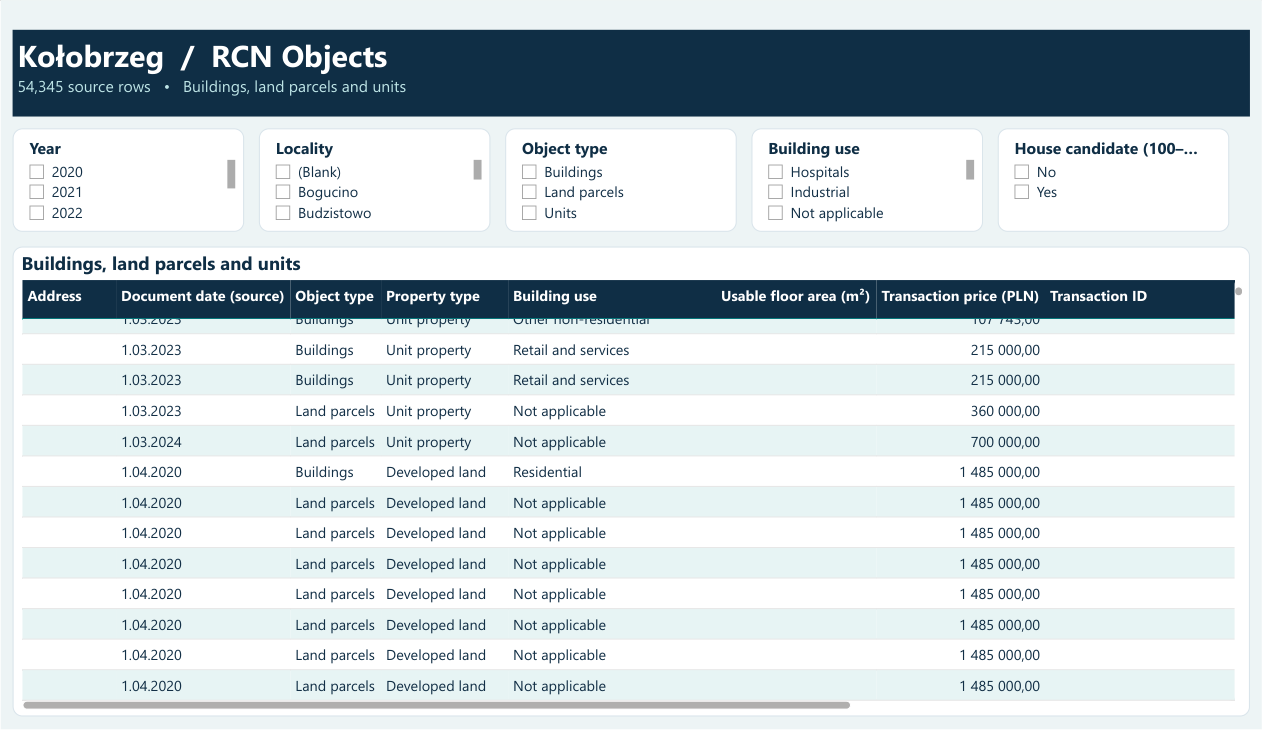 Kołobrzeg / RCN Objects
54,345 source rows • Buildings, land parcels and units
Year
2020
2021
2022
Locality
(Blank)
Bogucino
Budzistowo
Object type
Buildings
Land parcels
Units
Building use
Hospitals
Industrial
Not applicable
House candidate (100–...
No
Yes
Buildings, land parcels and units
Address Document date (source) Object type Property type Building use Usable floor area (m²) Transaction price (PLN) Transaction ID
1.03.2023 Buildings Unit property Other non-residential 107 743,00
1.03.2023 Buildings Unit property Retail and services 215 000,00
1.03.2023 Buildings Unit property Retail and services 215 000,00
1.03.2023 Land parcels Unit property Not applicable 360 000,00
1.03.2024 Land parcels Unit property Not applicable 700 000,00
1.04.2020 Buildings Developed land Residential 1 485 000,00
1.04.2020 Land parcels Developed land Not applicable 1 485 000,00
1.04.2020 Land parcels Developed land Not applicable 1 485 000,00
1.04.2020 Land parcels Developed land Not applicable 1 485 000,00
1.04.2020 Land parcels Developed land Not applicable 1 485 000,00
1.04.2020 Land parcels Developed land Not applicable 1 485 000,00
1.04.2020 Land parcels Developed land Not applicable 1 485 000,00
1.04.2020 Land parcels Developed land Not applicable 1 485 000,00